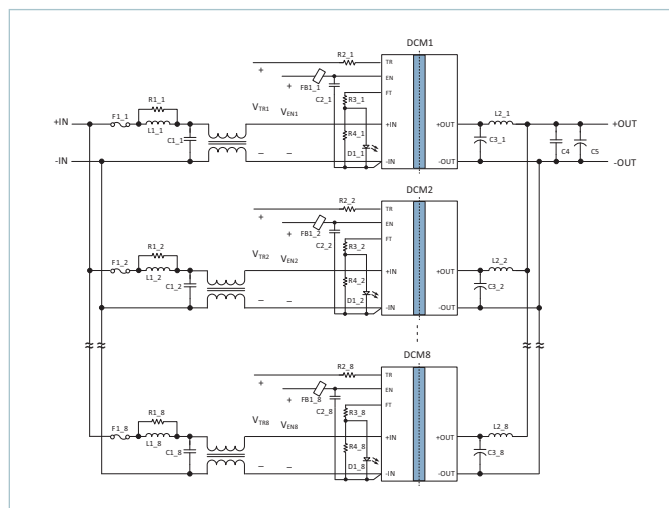 DCM1
R2_1
TR
+
+
EN
FB1_1
C2_1
FT
R1_1
R3_1
F1_1
L1_1
VTR1
VEN1
L2_1
+IN
+IN
+OUT
+OUT
C1_1
R4_1
C3_1
C4
C5
D1_1
-IN
–
–
-IN
-OUT
-OUT
DCM2
R2_2
TR
+
+
EN
FB1_2
C2_2
FT
R1_2
R3_2
F1_2
L1_2
VTR2
VEN2
L2_2
+IN
+OUT
C1_2
R4_2
C3_2
D1_2
–
–
-IN
-OUT
DCM8
R2_8
TR
+
+
EN
FB1_8
C2_8
FT
R1_8
R3_8
F1_8
L1_8
VTR8
VEN8
L2_8
+IN
+OUT
C1_8
R4_8
C3_8
D1_8
–
–
-IN
-OUT